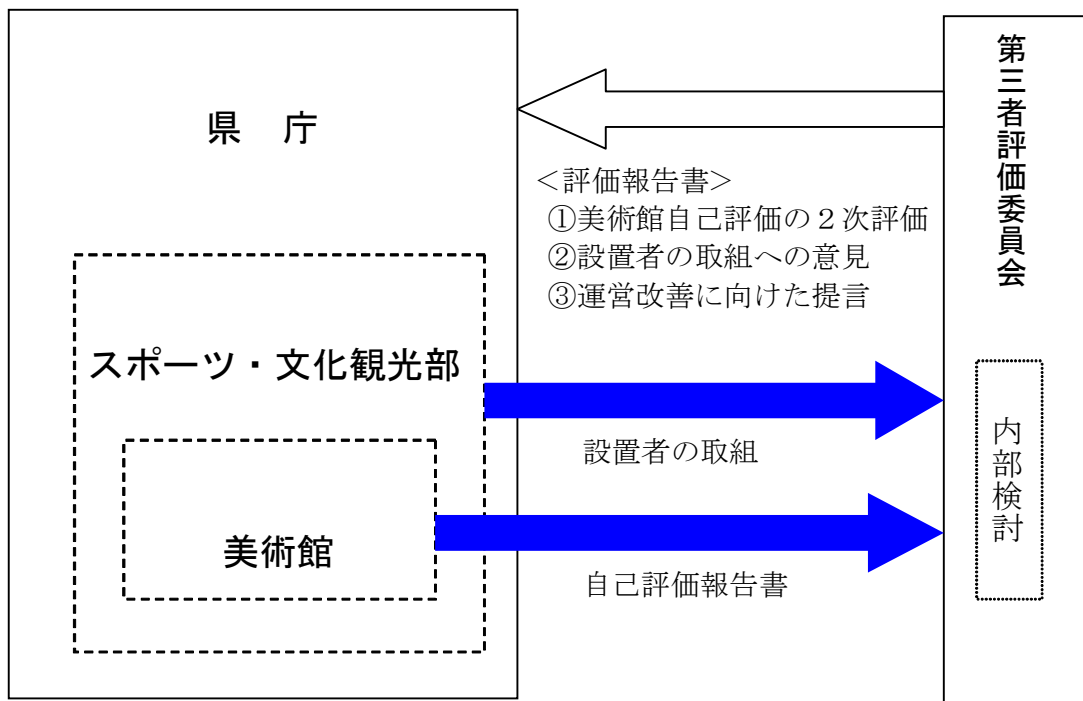 県　庁
第三者評価委員会
＜評価報告書＞
①美術館自己評価の２次評価
②設置者の取組への意見
③運営改善に向けた提言
スポーツ・文化観光部
設置者の取組
内部検討
美術館
自己評価報告書